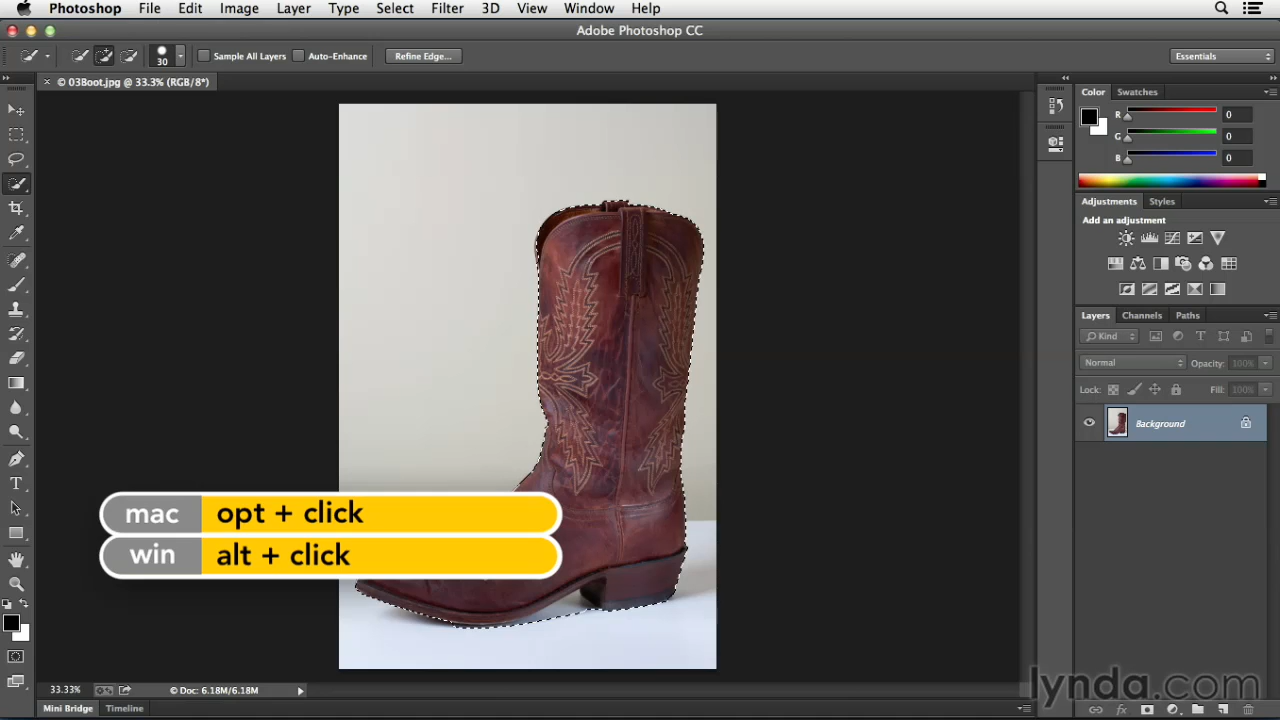 Photoshop File Edit Image Layer Type Select Filter 3D View Window Help
Adobe Photoshop CC
30 Sample All Layers Auto-Enhance Refine Edge... Essentials
× © 03Boot.jpg @ 33.3% (RGB/8*)
Color Swatches
R 0
G 0
B 0
Adjustments Styles
Add an adjustment
Layers Channels Paths
Kind
Normal Opacity: 100%
Lock: Fill: 100%
Background
mac opt + click
win alt + click
33.33% © Doc: 6.18M/6.18M
Mini Bridge Timeline
lynda.com